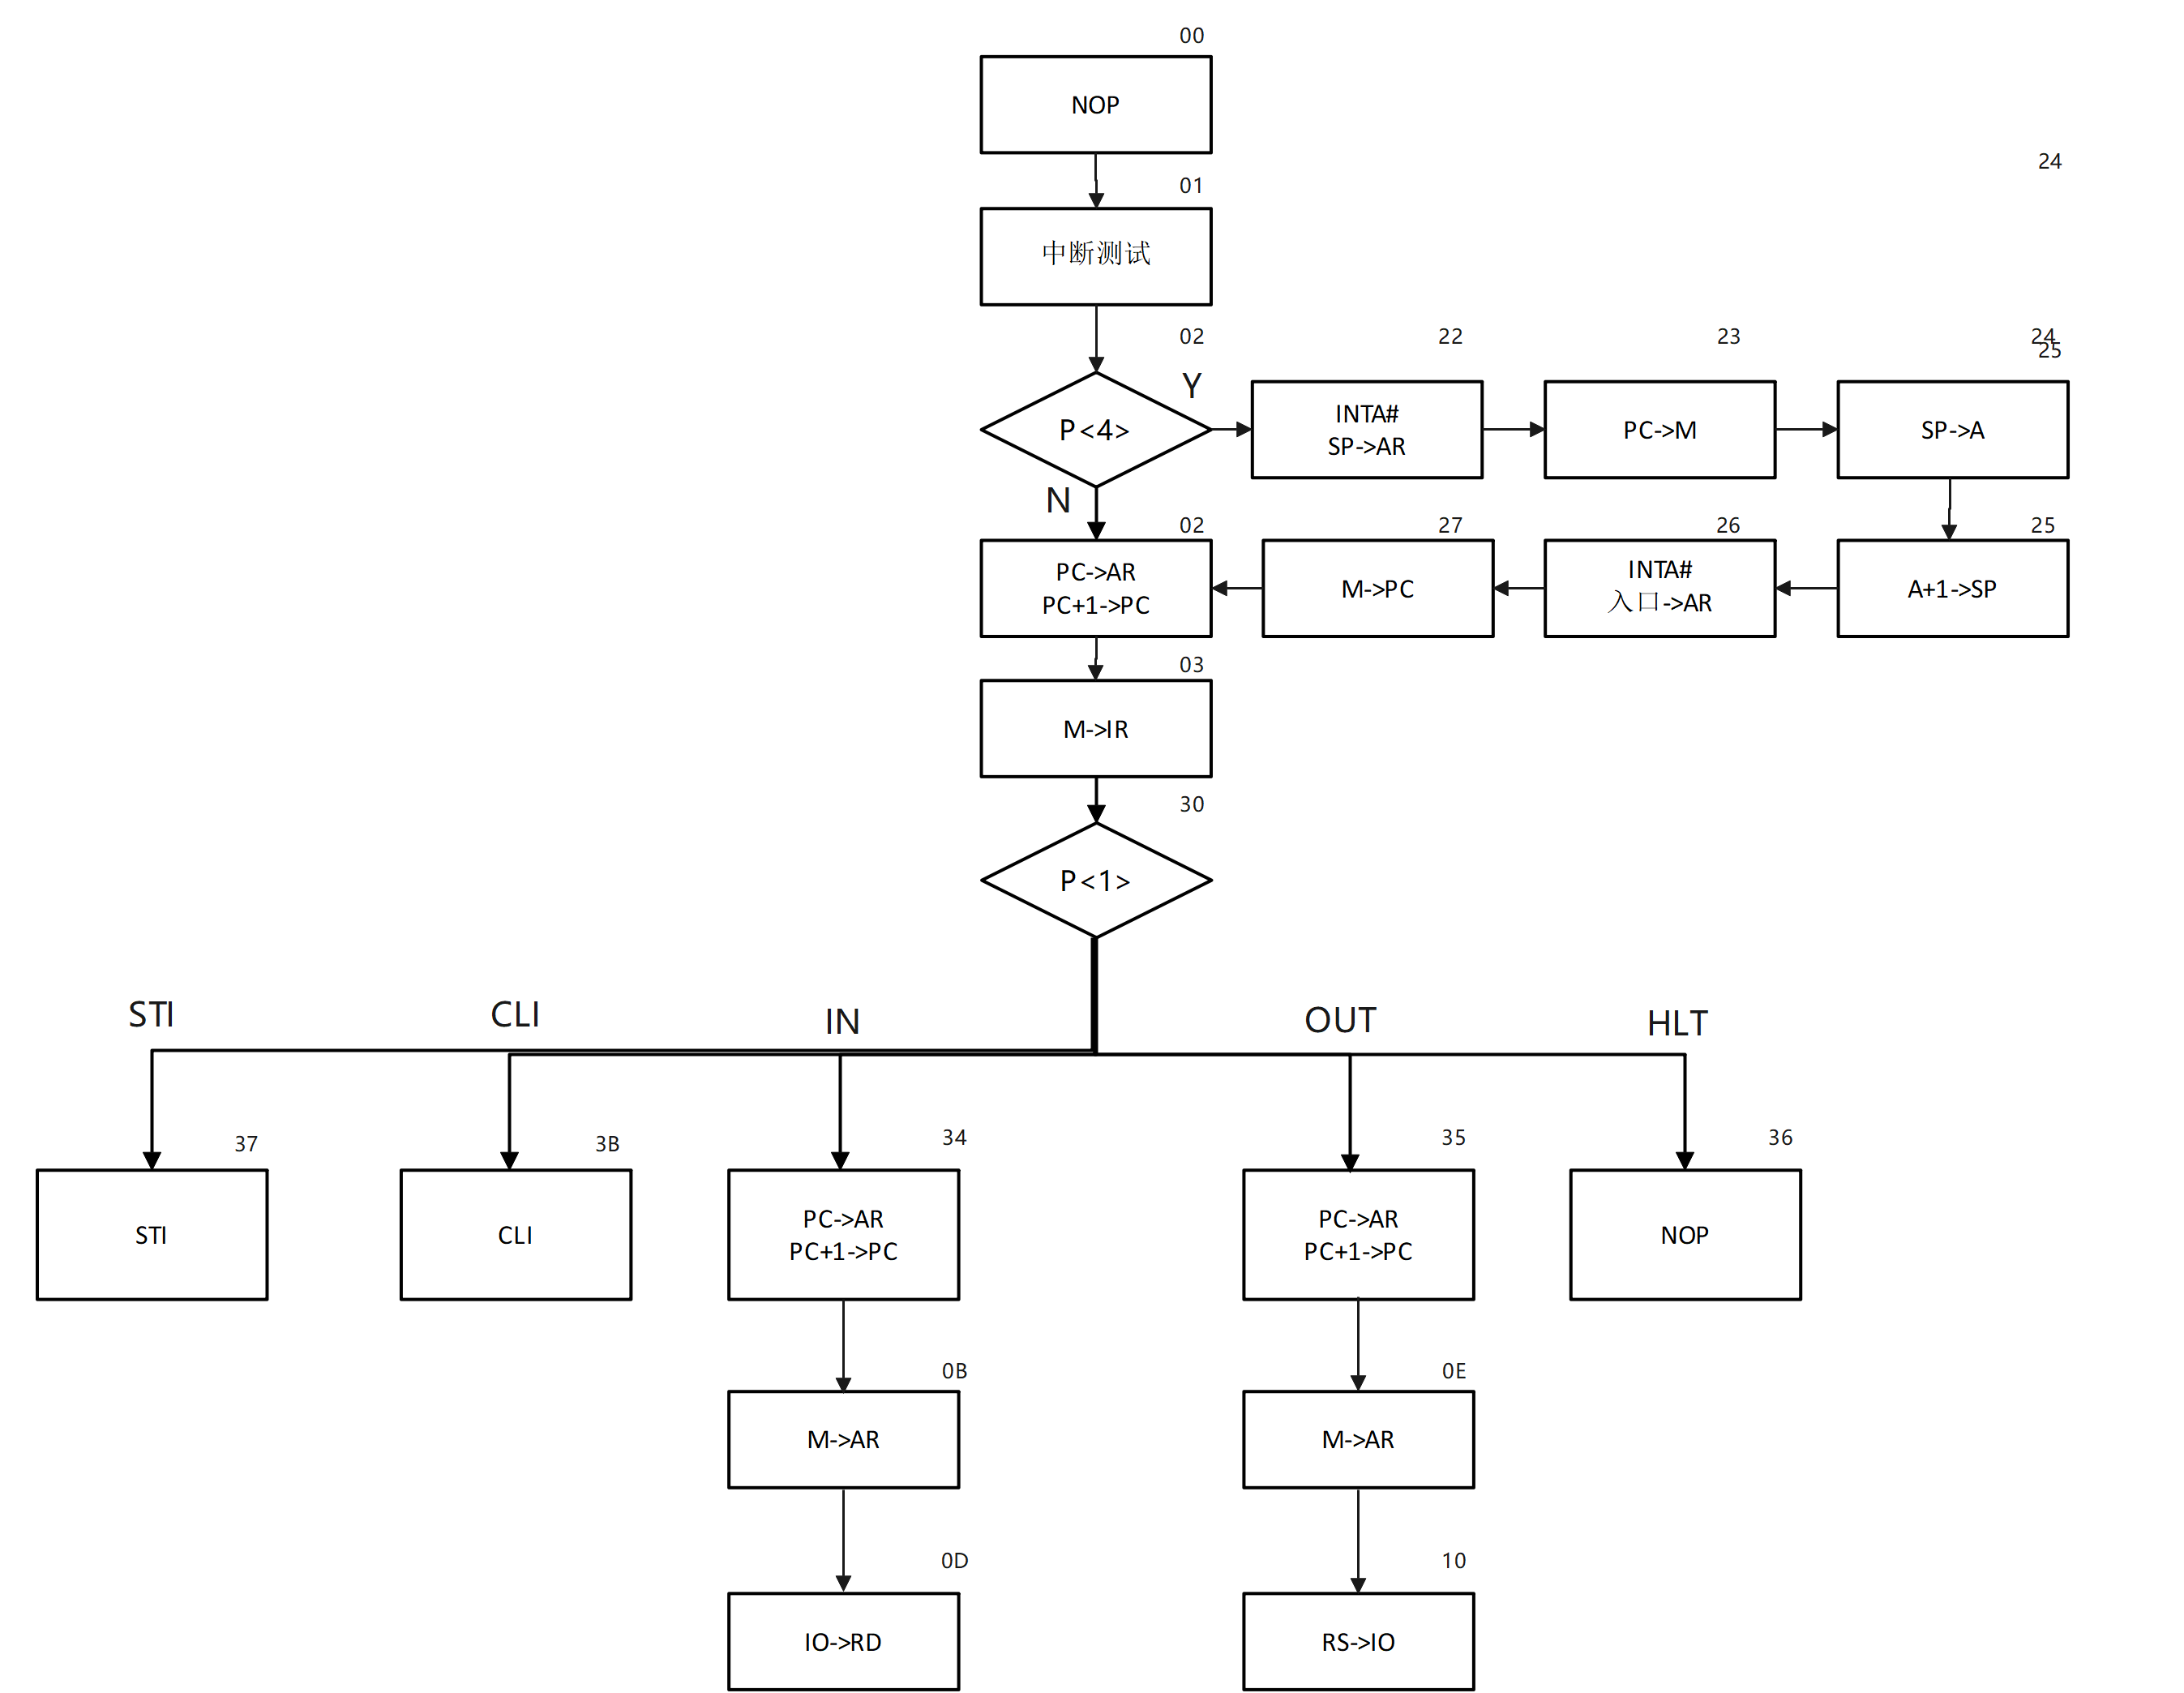 00
NOP
24
01
中断测试
02
22
23
24
25
Y
P<4>
INTA#
SP->AR
PC->M
SP->A
N
02
27
26
25
PC->AR
PC+1->PC
M->PC
INTA#
入口->AR
A+1->SP
03
M->IR
30
P<1>
STI
CLI
IN
OUT
HLT
37
3B
34
35
36
STI
CLI
PC->AR
PC+1->PC
PC->AR
PC+1->PC
NOP
0B
0E
M->AR
M->AR
0D
10
IO->RD
RS->IO